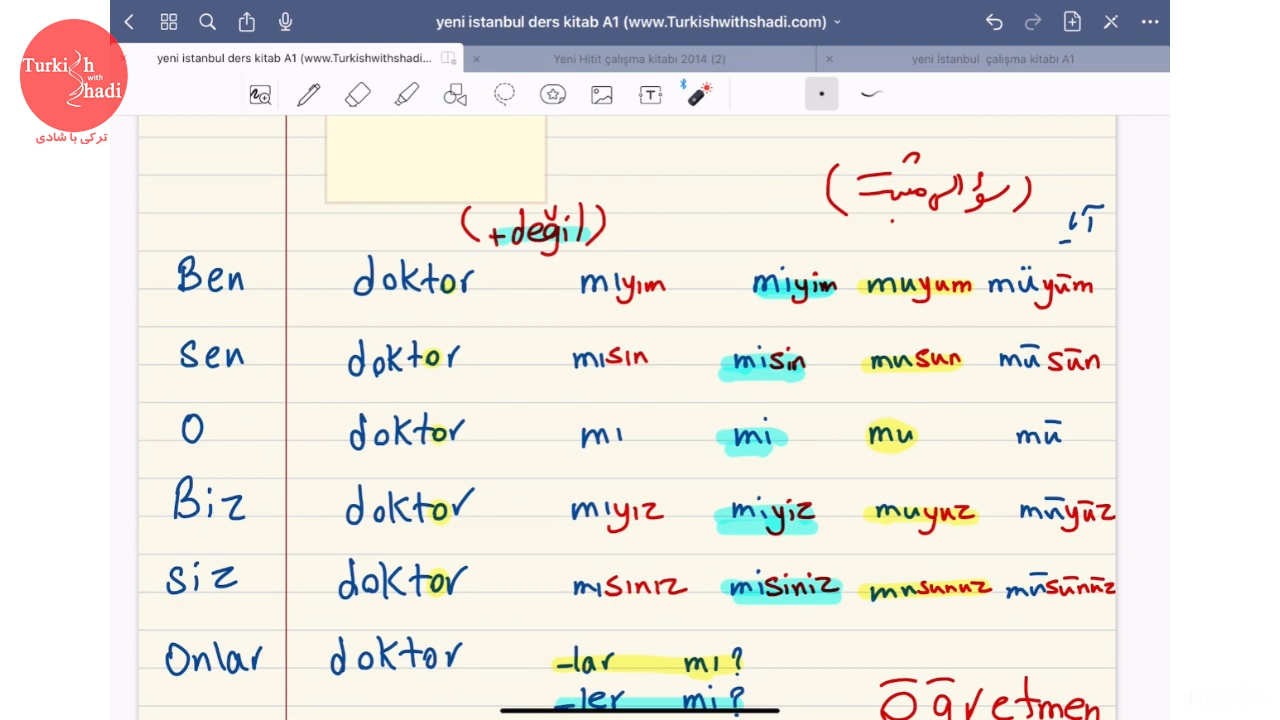 yeni istanbul ders kitab A1 (www.Turkishwithshadi.com)
yeni istanbul ders kitab A1 (www.Turkishwithshadi...
Yeni Hitit çalışma kitabı 2014 (2)
yeni İstanbul çalışma kitabı A1
Turkish
with
Shadi
ترکی با شادی
(سؤالی مثبت)
(+değil)
Ben doktor mıyım miyim muyum müyüm
Sen doktor mısın misin musun müsün
O doktor mı mi mu mü
Biz doktor mıyız miyiz muyuz müyüz
Siz doktor mısınız misiniz musunuz müsünüz
Onlar doktor -lar mı?
-ler mi?
Öğretmen